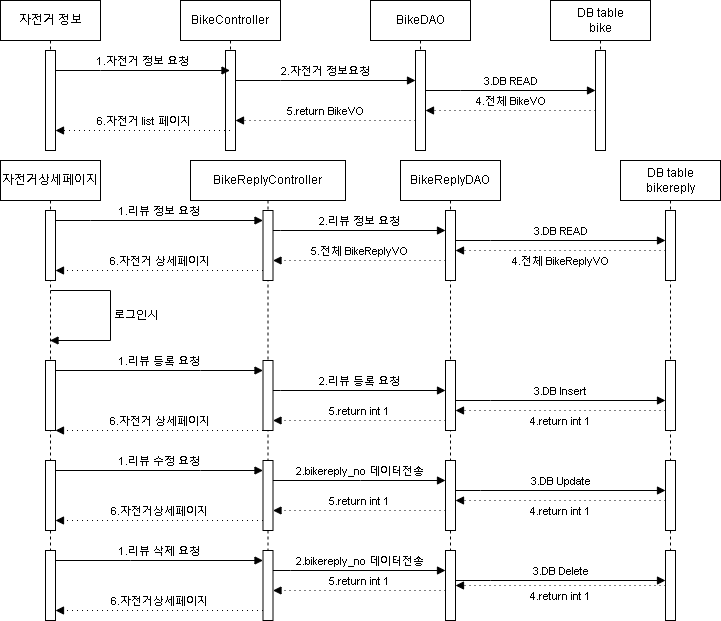 자전거 정보
BikeController
BikeDAO
DB table
bike
1.자전거 정보 요청
2.자전거 정보요청
3.DB READ
4.전체 BikeVO
5.return BikeVO
6.자전거 list 페이지
자전거상세페이지
BikeReplyController
BikeReplyDAO
DB table
bikereply
1.리뷰 정보 요청
2.리뷰 정보 요청
3.DB READ
4.전체 BikeReplyVO
5.전체 BikeReplyVO
6.자전거 상세페이지
로그인시
1.리뷰 등록 요청
2.리뷰 등록 요청
3.DB Insert
4.return int 1
5.return int 1
6.자전거 상세페이지
1.리뷰 수정 요청
2.bikereply_no 데이터전송
3.DB Update
4.return int 1
5.return int 1
6.자전거 상세페이지
1.리뷰 삭제 요청
2.bikereply_no 데이터전송
3.DB Delete
4.return int 1
5.return int 1
6.자전거상세페이지